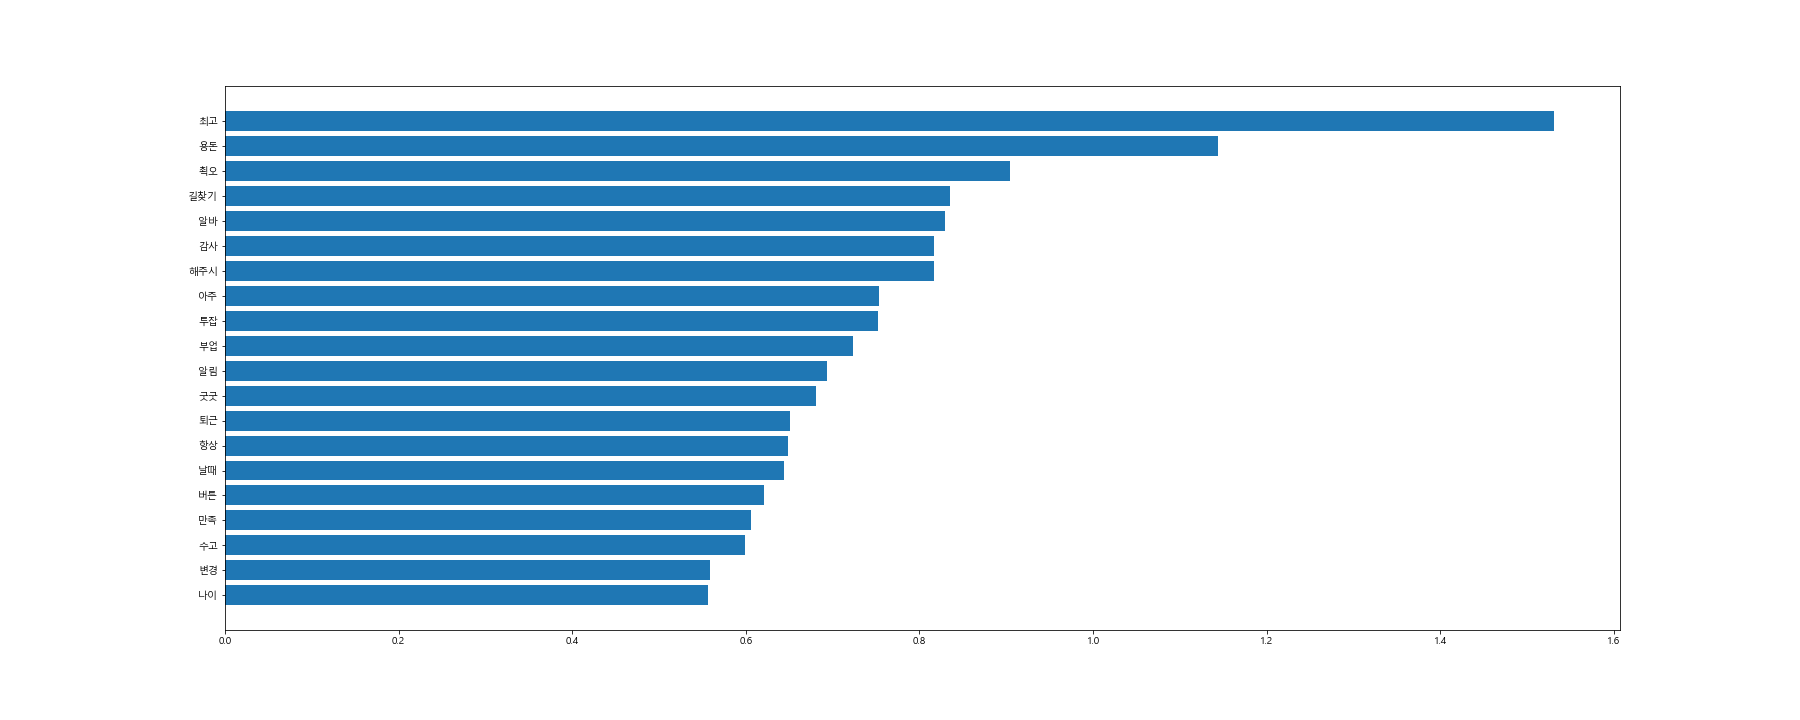 최고
용돈
최오
길찾기
알바
감사
해주시
아주
투잡
부업
알림
굿굿
퇴근
항상
날때
버튼
만족
수고
변경
나이
0.0 0.2 0.4 0.6 0.8 1.0 1.2 1.4 1.6